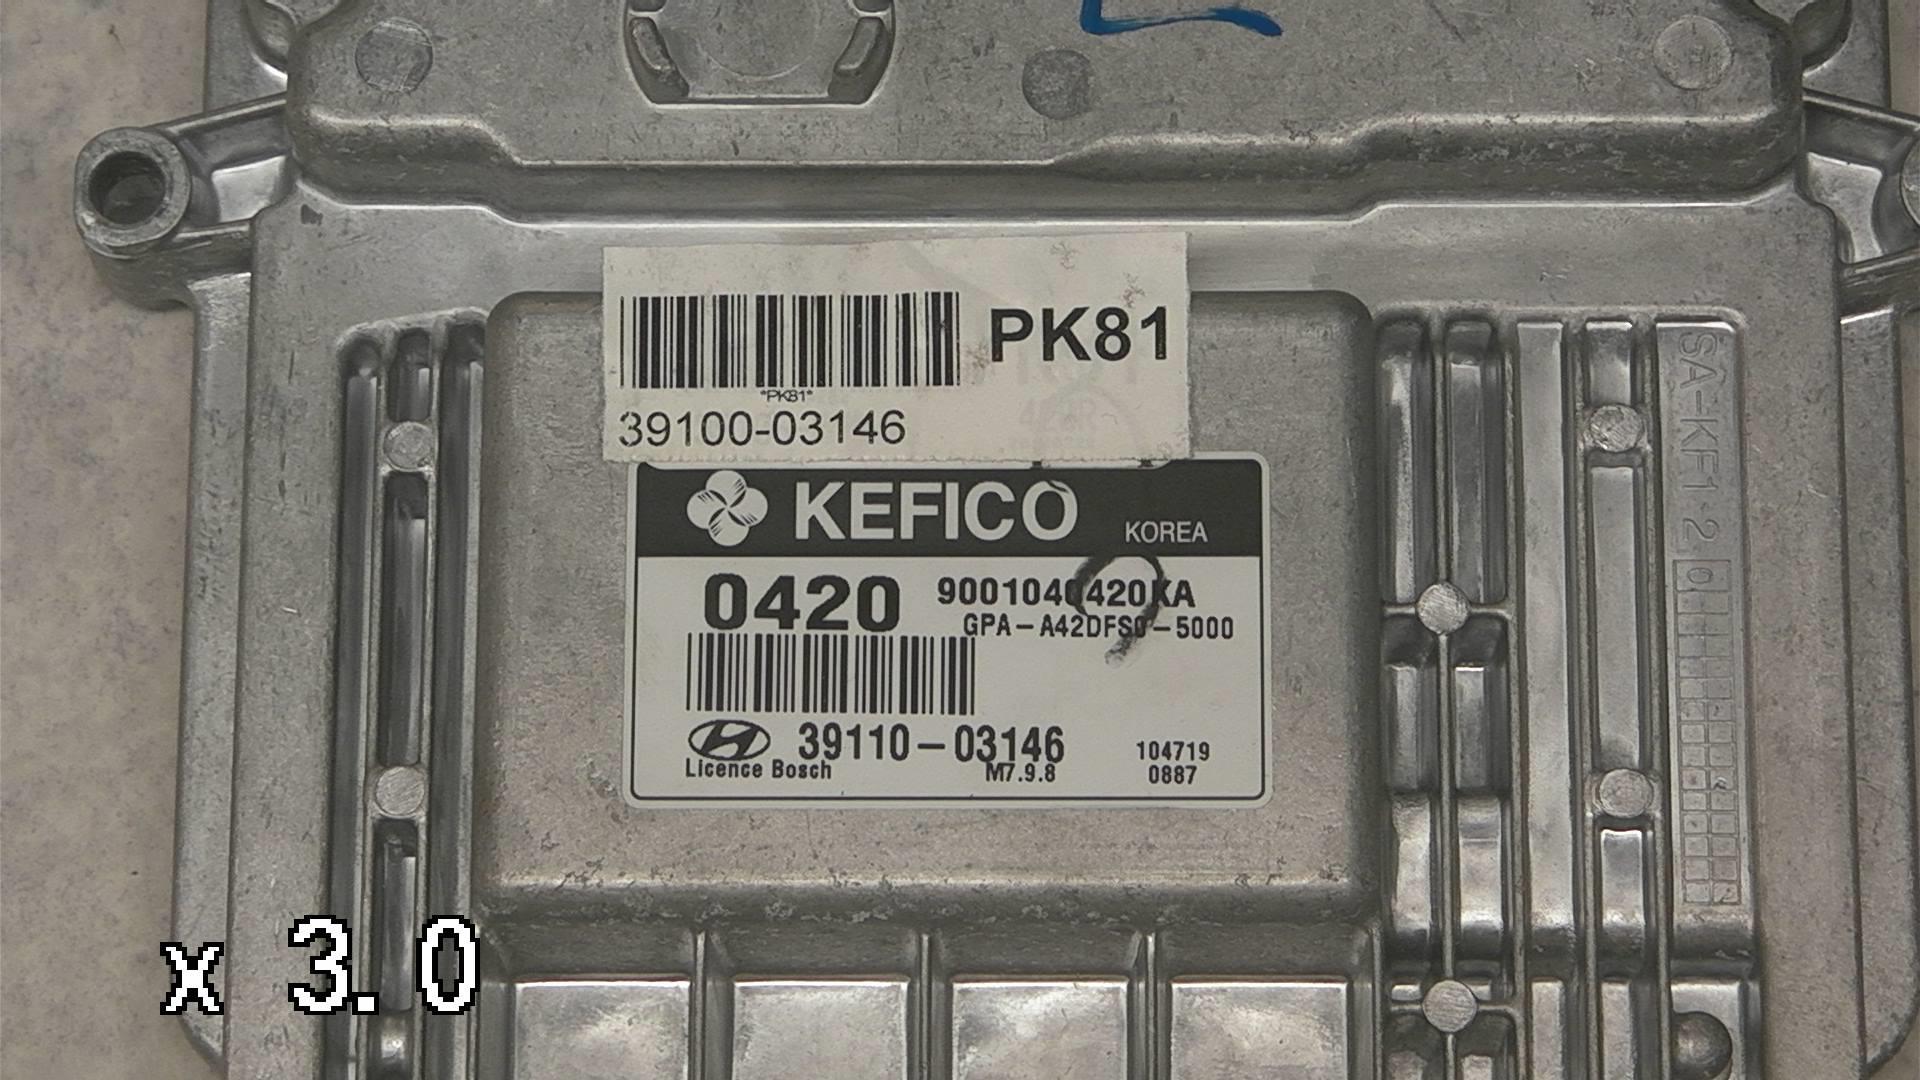 PK81
*PK81*
39100-03146
KEFICO KOREA
0420 9001040420KA
GPA-A42DFS0-5000
39110-03146 104719
Licence Bosch M7.9.8 0887
SA-KF1 2 0
x 3.0